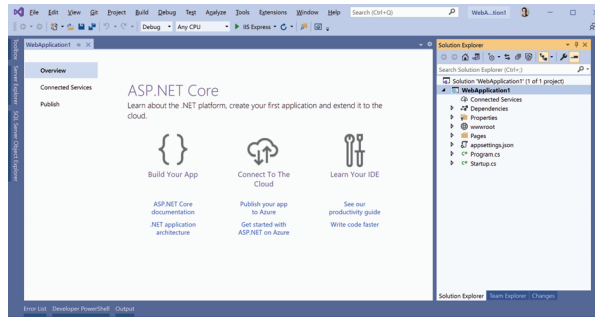 File Edit View Git Project Build Debug Test Analyze Tools Extensions Window Help Search (Ctrl+Q) WebA...tion1
Debug Any CPU IIS Express
WebApplication1
Toolbox
Server Explorer
SQL Server Object Explorer
Overview
Connected Services
Publish
ASP.NET Core
Learn about the .NET platform, create your first application and extend it to the
cloud.
Build Your App
ASP.NET Core
documentation
.NET application
architecture
Connect To The
Cloud
Publish your app
to Azure
Get started with
ASP.NET on Azure
Learn Your IDE
See our
productivity guide
Write code faster
Solution Explorer
Search Solution Explorer (Ctrl+;)
Solution 'WebApplication1' (1 of 1 project)
WebApplication1
Connected Services
Dependencies
Properties
wwwroot
Pages
appsettings.json
C# Program.cs
C# Startup.cs
Solution Explorer Team Explorer Changes
Error List Developer PowerShell Output